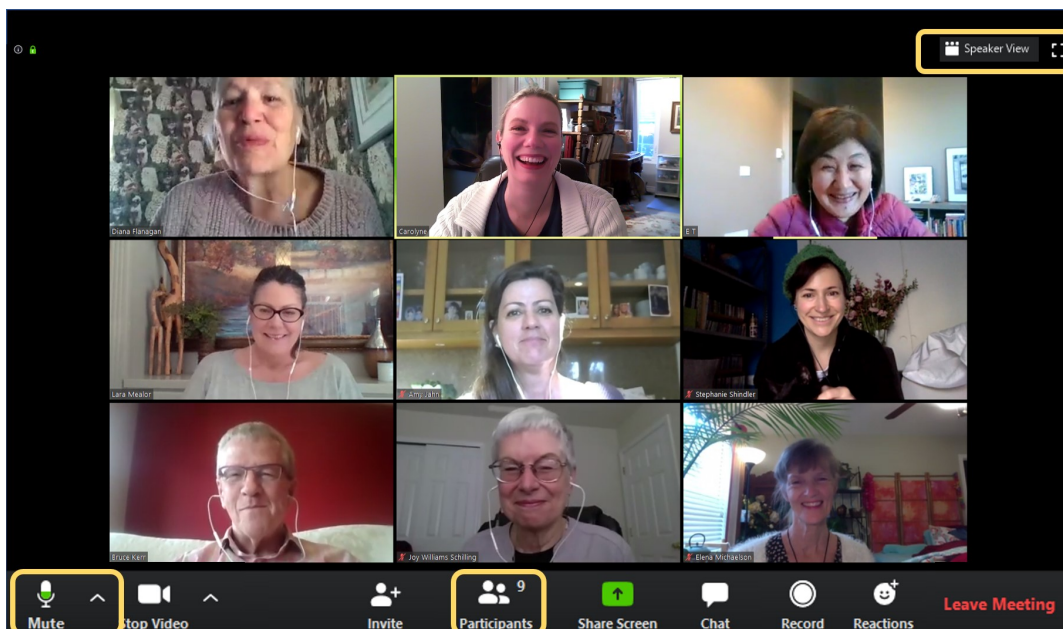 Speaker View
Diana Flanagan
Carolyne
E T
Lara Mealor
Amy Jahn
Stephanie Shindler
Bruce Kerr
Joy Williams Schilling
Elena Michaelson
9
Mute
Stop Video
Invite
Participants
Share Screen
Chat
Record
Reactions
Leave Meeting